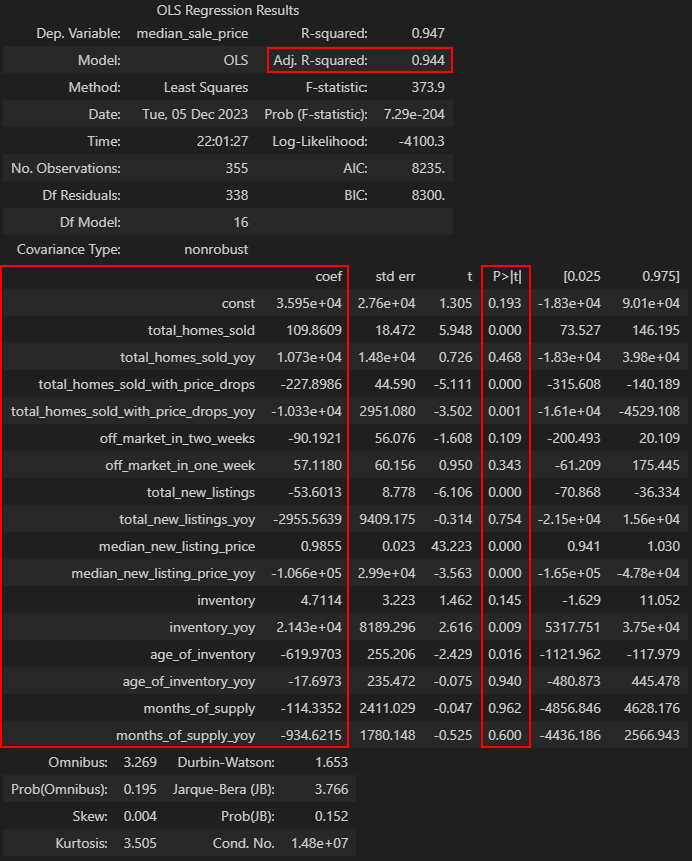 OLS Regression Results
Dep. Variable: median_sale_price R-squared: 0.947
Model: OLS Adj. R-squared: 0.944
Method: Least Squares F-statistic: 373.9
Date: Tue, 05 Dec 2023 Prob (F-statistic): 7.29e-204
Time: 22:01:27 Log-Likelihood: -4100.3
No. Observations: 355 AIC: 8235.
Df Residuals: 338 BIC: 8300.
Df Model: 16
Covariance Type: nonrobust
coef std err t P>|t| [0.025 0.975]
const 3.595e+04 2.76e+04 1.305 0.193 -1.83e+04 9.01e+04
total_homes_sold 109.8609 18.472 5.948 0.000 73.527 146.195
total_homes_sold_yoy 1.073e+04 1.48e+04 0.726 0.468 -1.83e+04 3.98e+04
total_homes_sold_with_price_drops -227.8986 44.590 -5.111 0.000 -315.608 -140.189
total_homes_sold_with_price_drops_yoy -1.033e+04 2951.080 -3.502 0.001 -1.61e+04 -4529.108
off_market_in_two_weeks -90.1921 56.076 -1.608 0.109 -200.493 20.109
off_market_in_one_week 57.1180 60.156 0.950 0.343 -61.209 175.445
total_new_listings -53.6013 8.778 -6.106 0.000 -70.868 -36.334
total_new_listings_yoy -2955.5639 9409.175 -0.314 0.754 -2.15e+04 1.56e+04
median_new_listing_price 0.9855 0.023 43.223 0.000 0.941 1.030
median_new_listing_price_yoy -1.066e+05 2.99e+04 -3.563 0.000 -1.65e+05 -4.78e+04
inventory 4.7114 3.223 1.462 0.145 -1.629 11.052
inventory_yoy 2.143e+04 8189.296 2.616 0.009 5317.751 3.75e+04
age_of_inventory -619.9703 255.206 -2.429 0.016 -1121.962 -117.979
age_of_inventory_yoy -17.6973 235.472 -0.075 0.940 -480.873 445.478
months_of_supply -114.3352 2411.029 -0.047 0.962 -4856.846 4628.176
months_of_supply_yoy -934.6215 1780.148 -0.525 0.600 -4436.186 2566.943
Omnibus: 3.269 Durbin-Watson: 1.653
Prob(Omnibus): 0.195 Jarque-Bera (JB): 3.766
Skew: 0.004 Prob(JB): 0.152
Kurtosis: 3.505 Cond. No. 1.48e+07